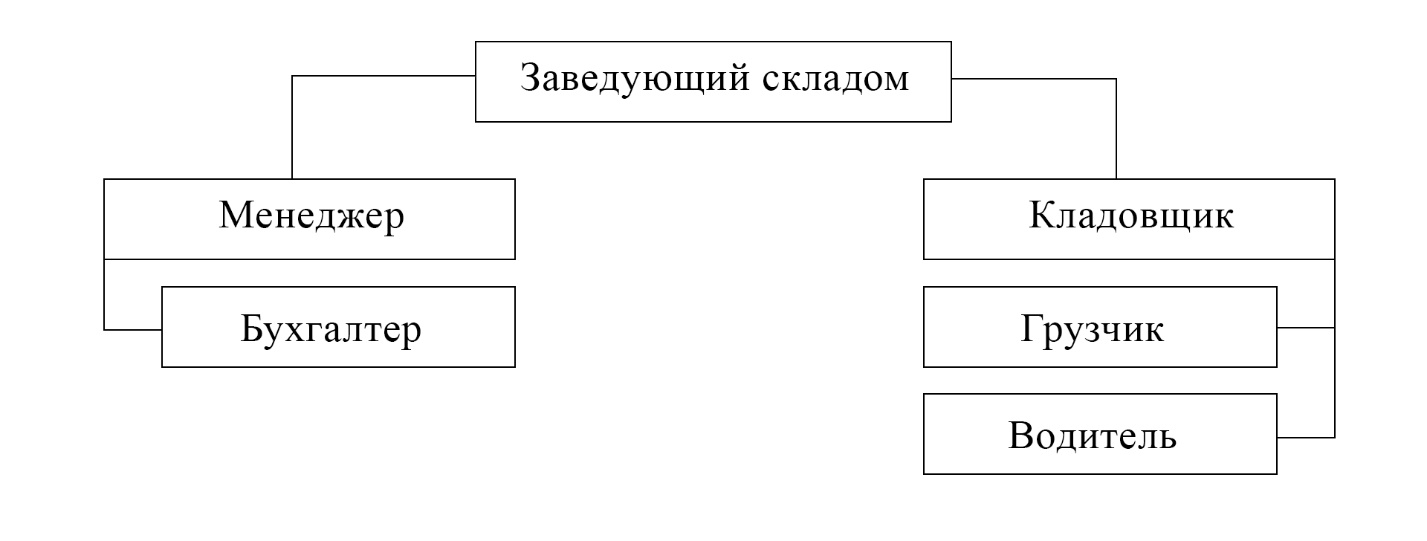 Заведующий складом
Менеджер
Кладовщик
Бухгалтер
Грузчик
Водитель